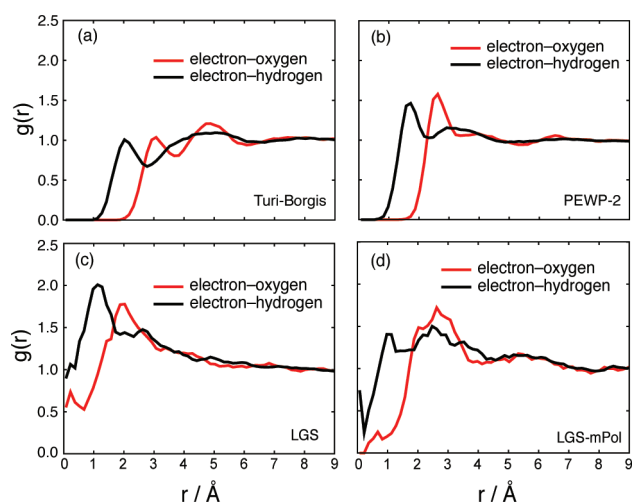 (a)
electron–oxygen
electron–hydrogen
2.5
2.0
1.5
1.0
0.5
0.0
g(r)
Turi-Borgis
(b)
electron–oxygen
electron–hydrogen
PEWP-2
(c)
electron–oxygen
electron–hydrogen
2.5
2.0
1.5
1.0
0.5
0.0
g(r)
LGS
0 1 2 3 4 5 6 7 8 9
r / Å
(d)
electron–oxygen
electron–hydrogen
LGS-mPol
0 1 2 3 4 5 6 7 8 9
r / Å